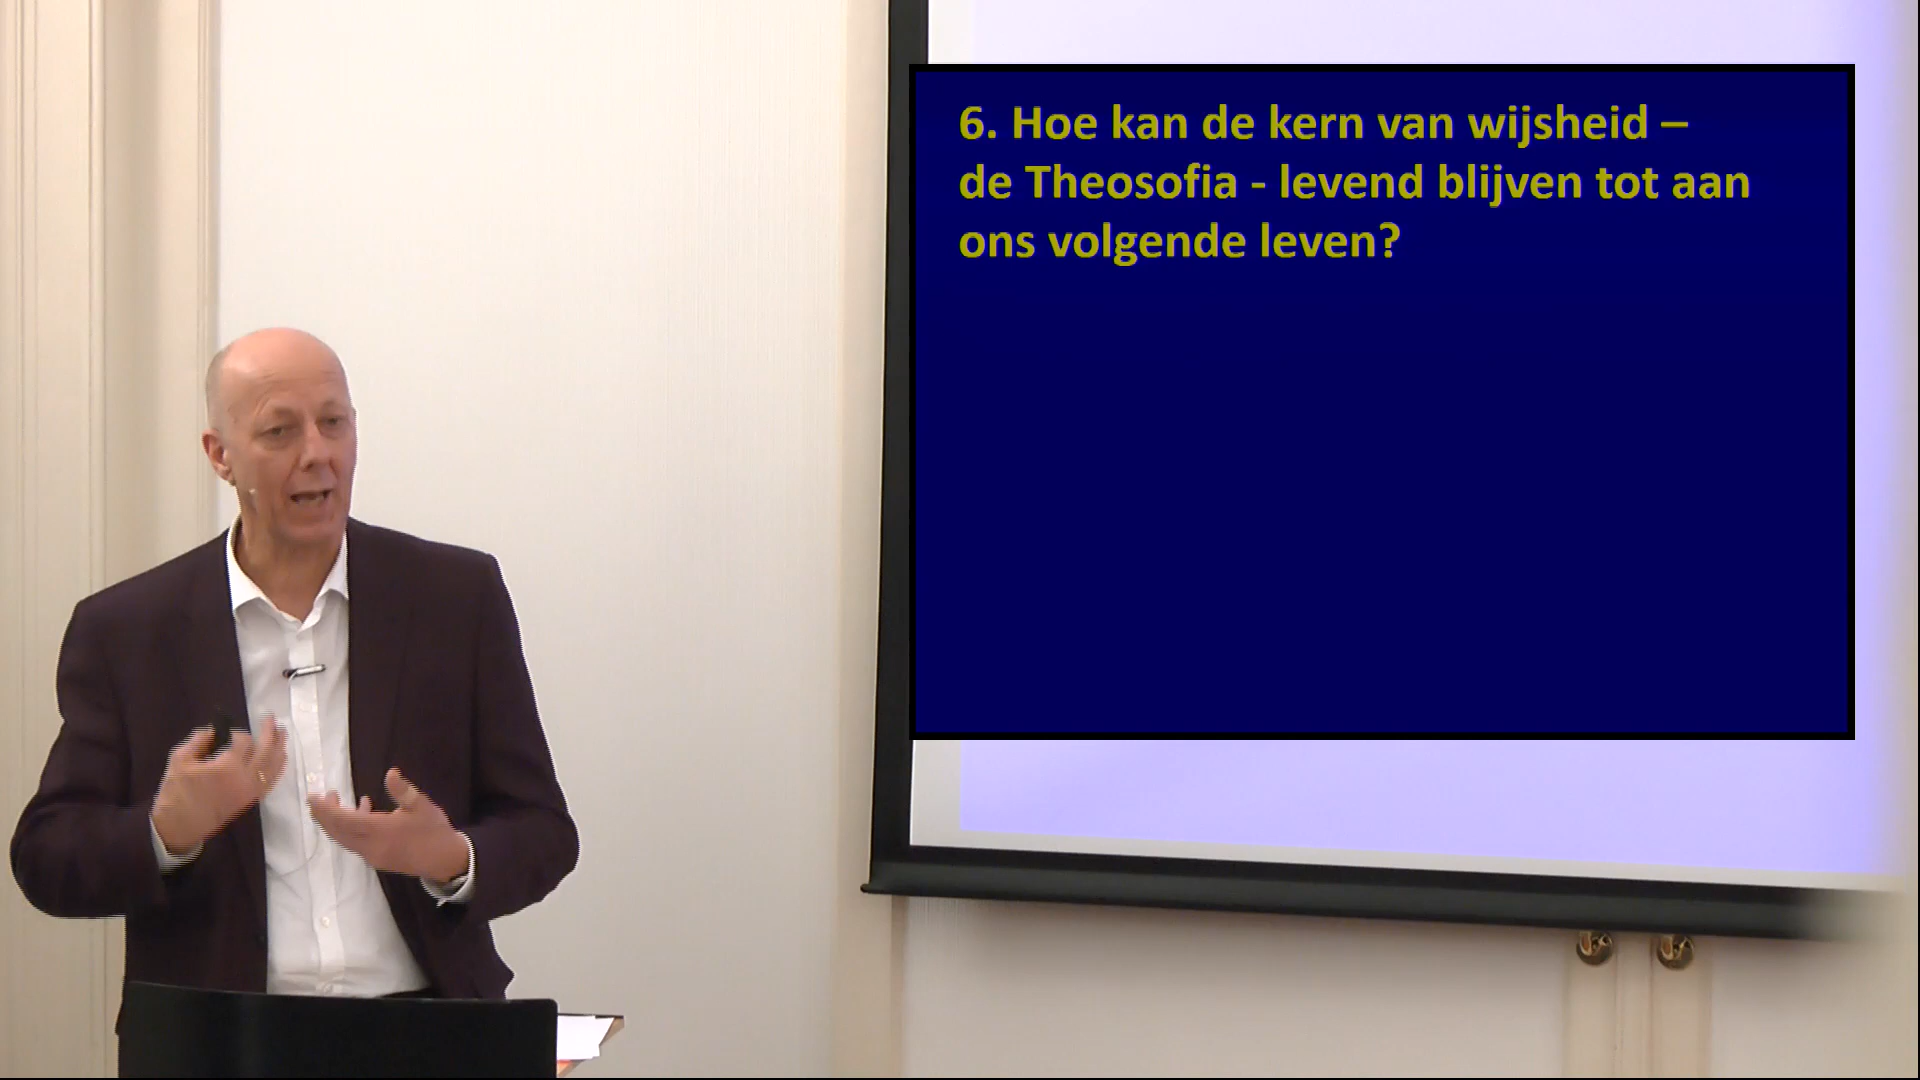 6. Hoe kan de kern van wijsheid –
de Theosofia - levend blijven tot aan
ons volgende leven?